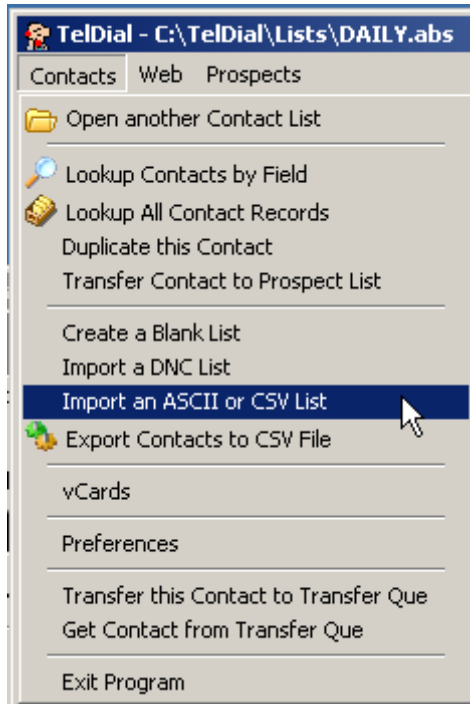 TelDial - C:\TelDial\Lists\DAILY.abs
Contacts Web Prospects
Open another Contact List
Lookup Contacts by Field
Lookup All Contact Records
Duplicate this Contact
Transfer Contact to Prospect List
Create a Blank List
Import a DNC List
Import an ASCII or CSV List
Export Contacts to CSV File
vCards
Preferences
Transfer this Contact to Transfer Que
Get Contact from Transfer Que
Exit Program